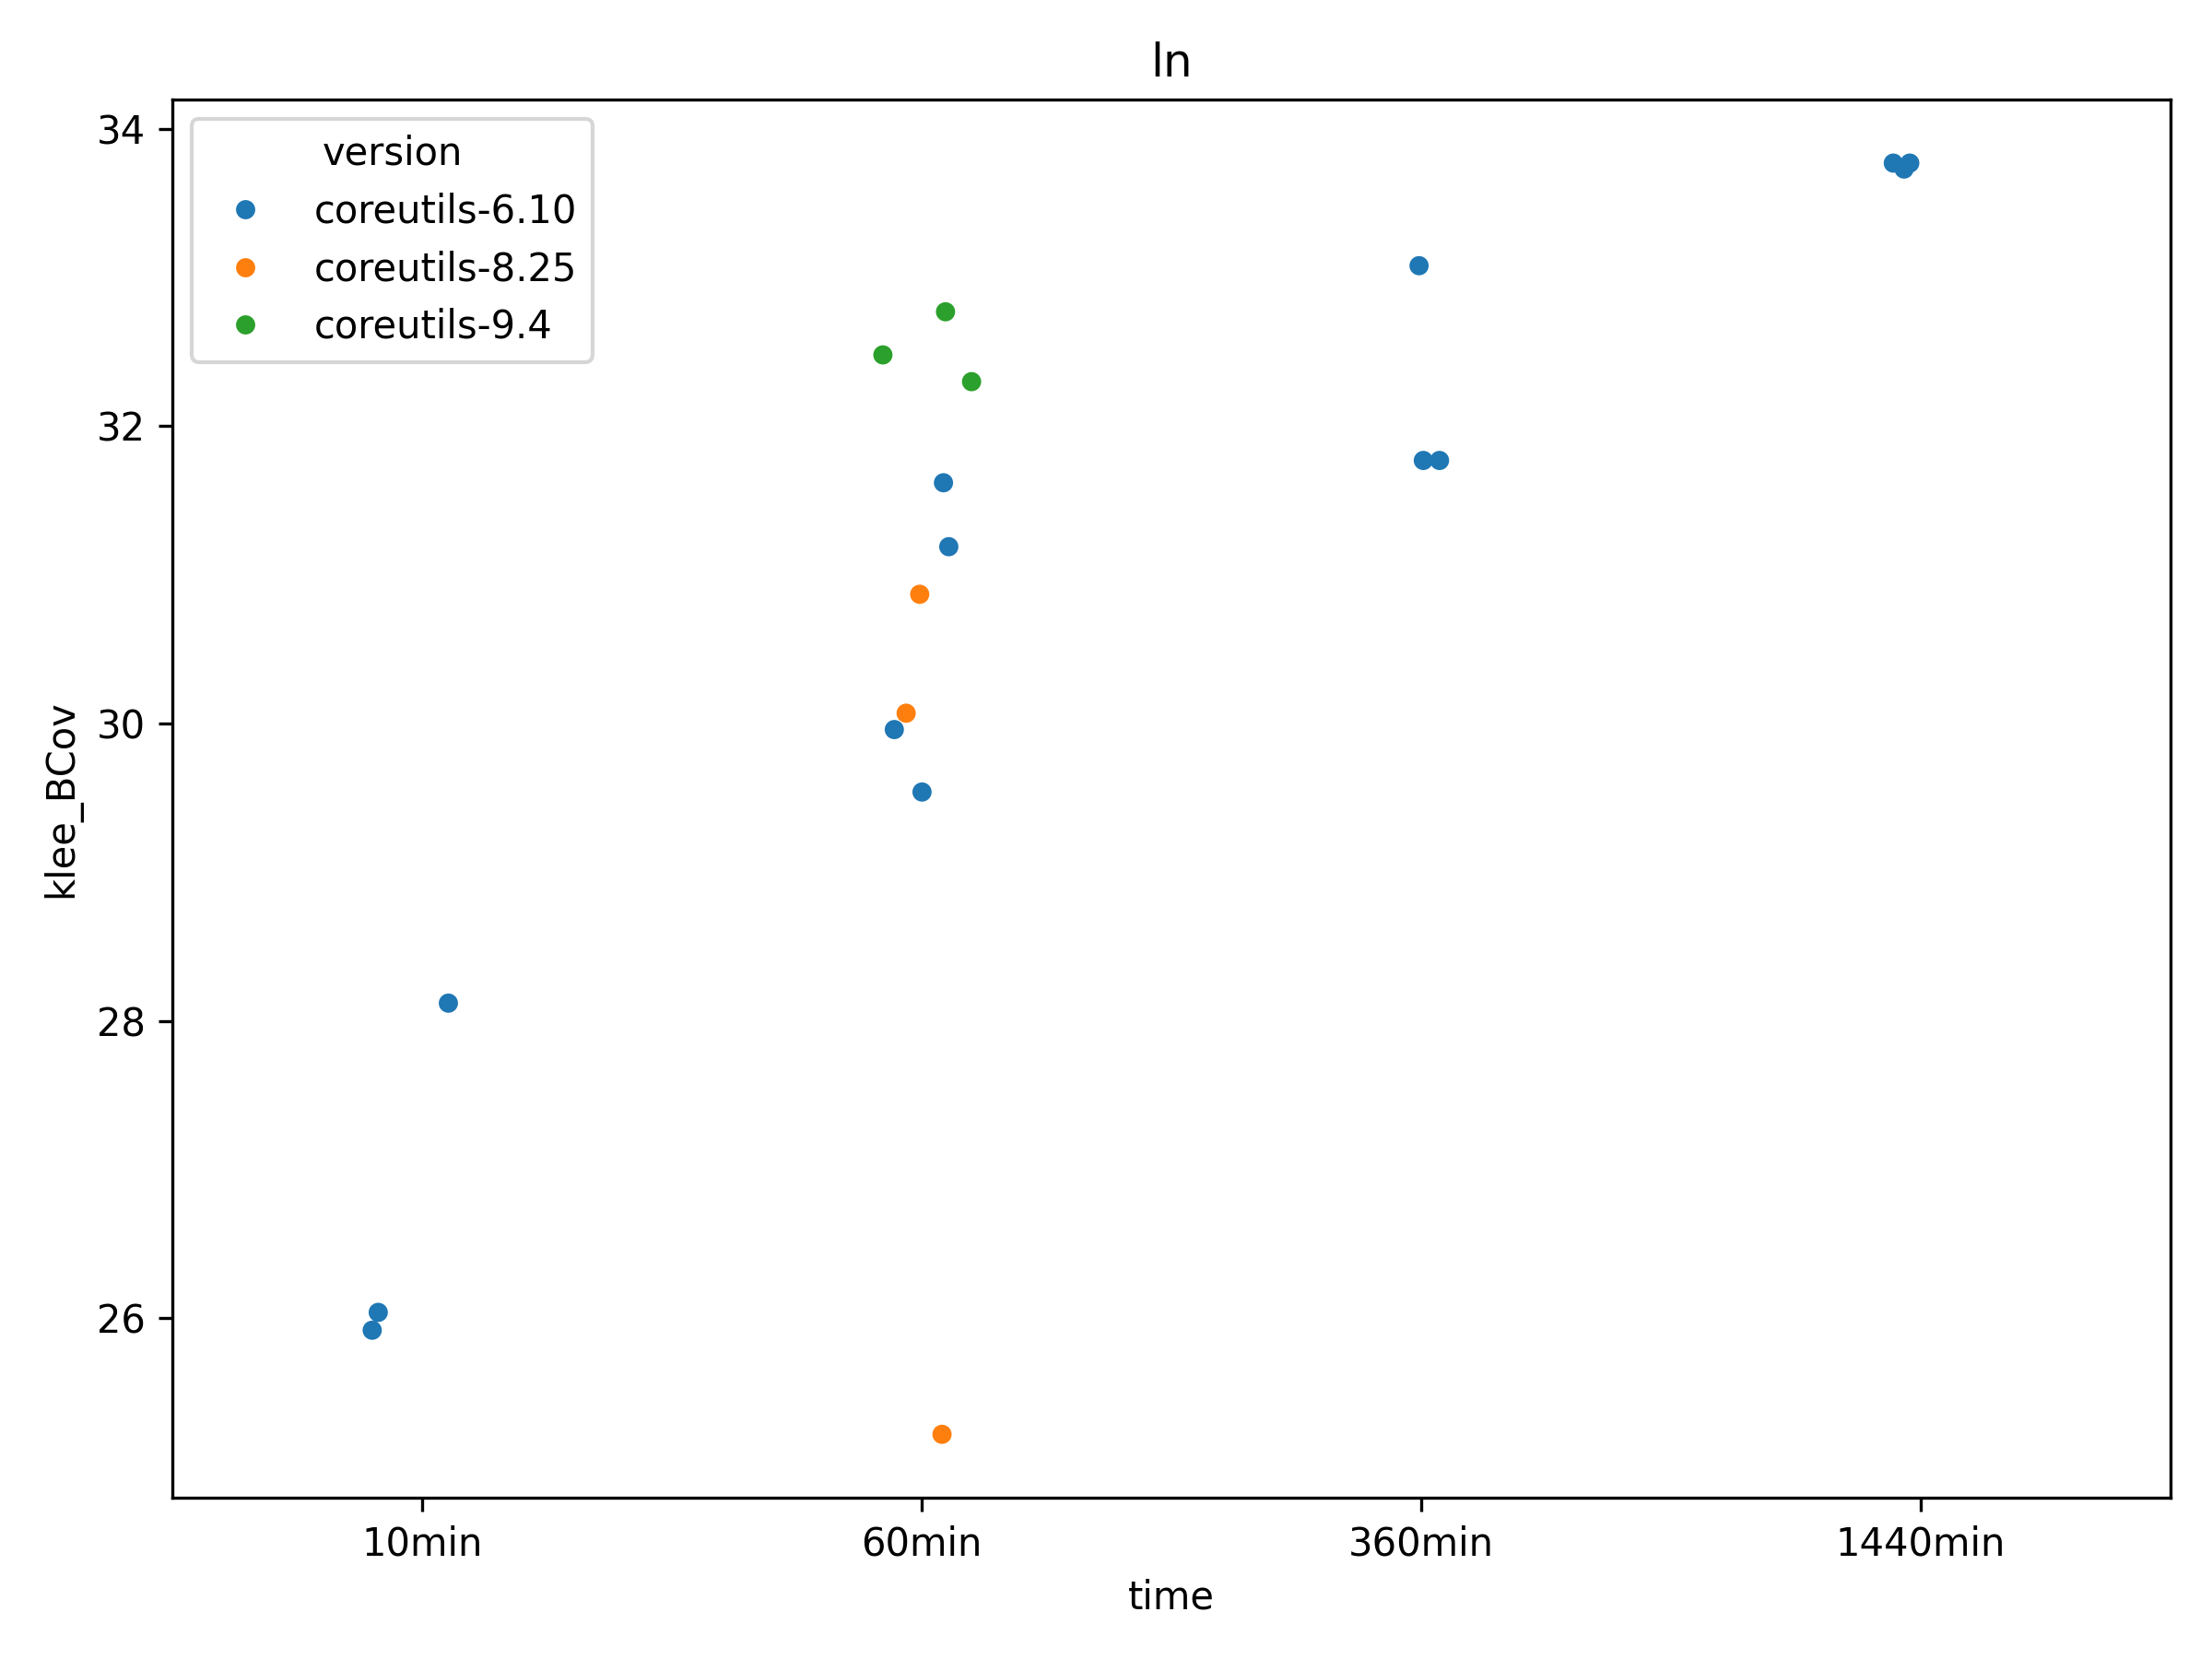 ln
version
coreutils-6.10
coreutils-8.25
coreutils-9.4
34
32
30
28
26
klee_BCov
10min
60min
360min
1440min
time